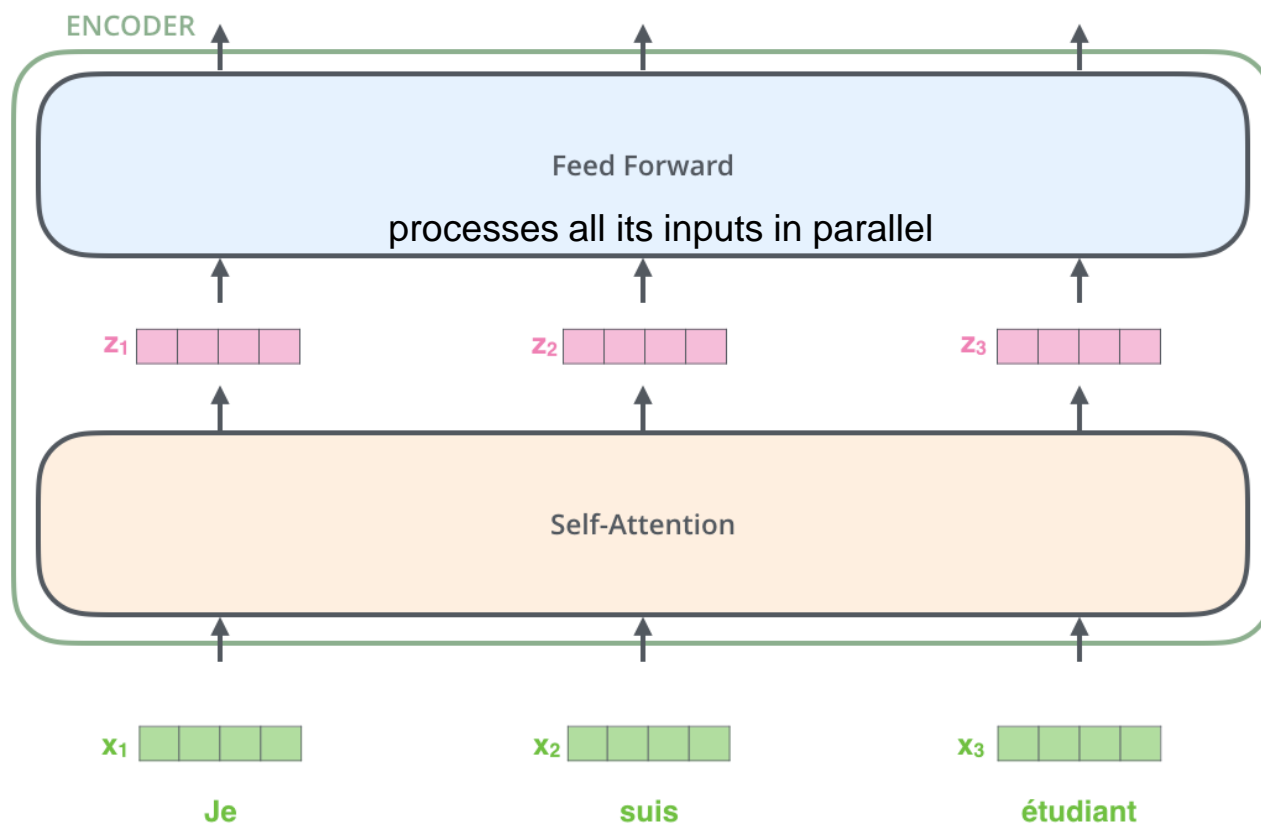 ENCODER
Feed Forward
processes all its inputs in parallel
z₁ z₂ z₃
Self-Attention
x₁ x₂ x₃
Je suis étudiant